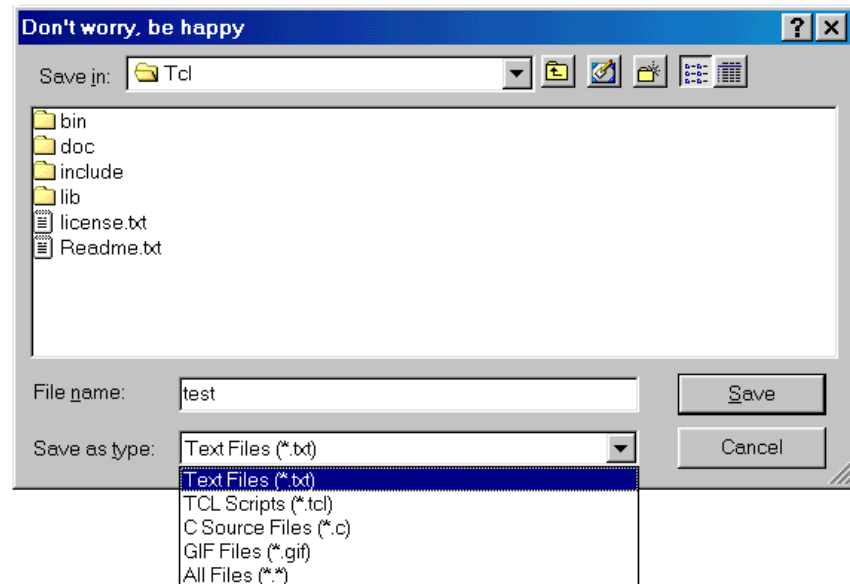 Don't worry, be happy
Save in: Tcl
bin
doc
include
lib
license.txt
Readme.txt
File name: test Save
Save as type: Text Files (*.txt) Cancel
Text Files (*.txt)
TCL Scripts (*.tcl)
C Source Files (*.c)
GIF Files (*.gif)
All Files (*.*)